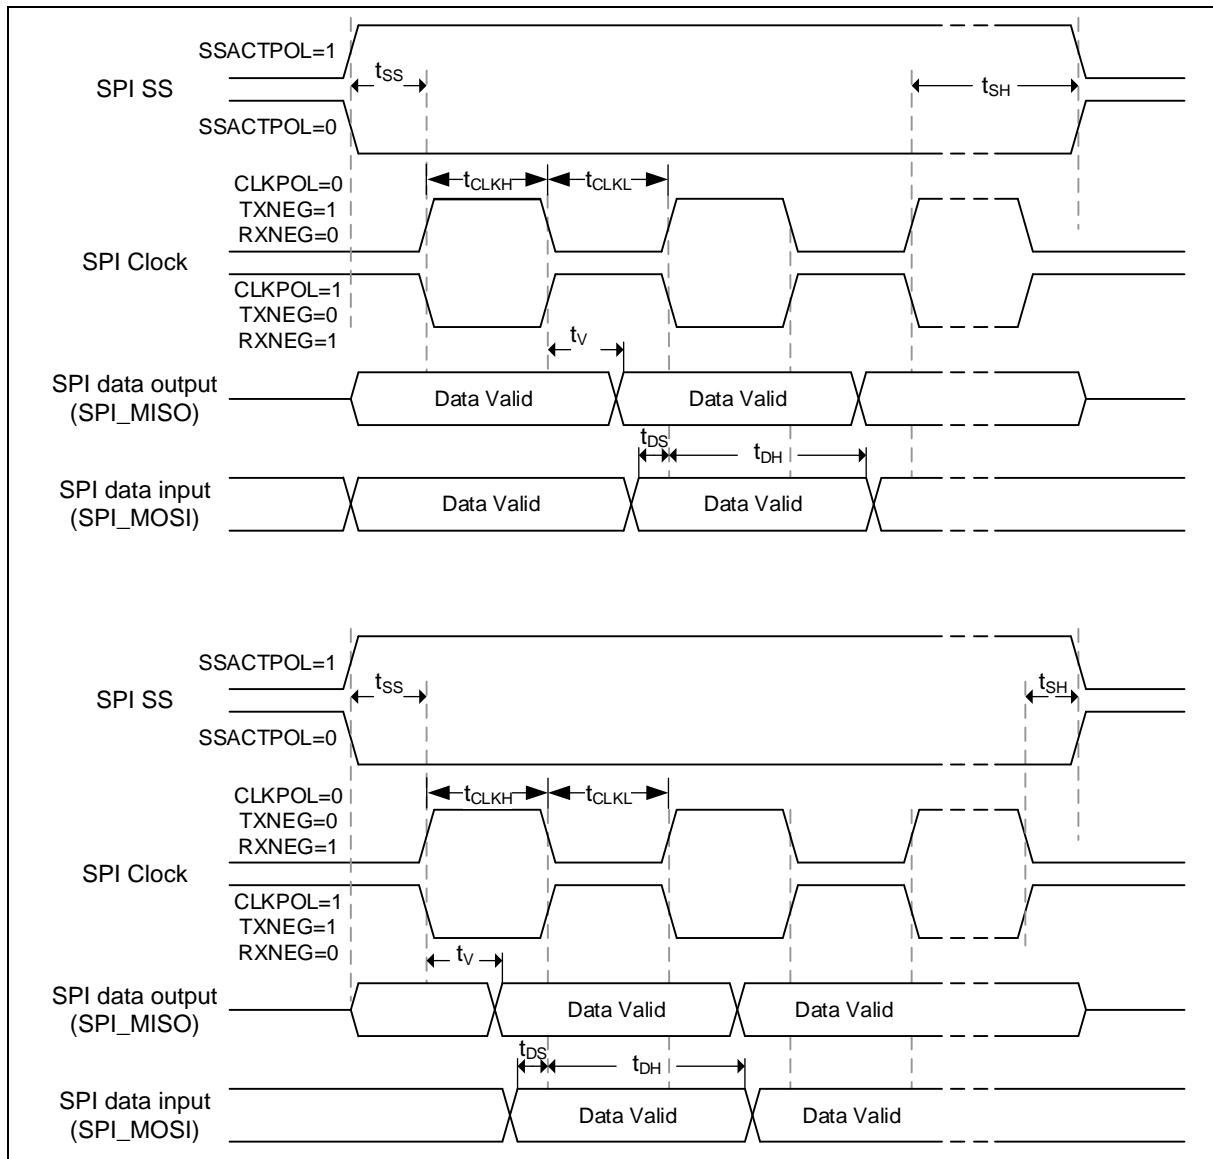 SSACTPOL=1
SPI SS
tSS
tSH
SSACTPOL=0
CLKPOL=0
TXNEG=1
RXNEG=0
tCLKH
tCLKL
SPI Clock
CLKPOL=1
TXNEG=0
RXNEG=1
tV
SPI data output
(SPI_MISO)
Data Valid
Data Valid
tDS
tDH
SPI data input
(SPI_MOSI)
Data Valid
Data Valid
SSACTPOL=1
SPI SS
tSS
tSH
SSACTPOL=0
CLKPOL=0
TXNEG=0
RXNEG=1
tCLKH
tCLKL
SPI Clock
CLKPOL=1
TXNEG=1
RXNEG=0
tV
SPI data output
(SPI_MISO)
Data Valid
Data Valid
tDS
tDH
SPI data input
(SPI_MOSI)
Data Valid
Data Valid